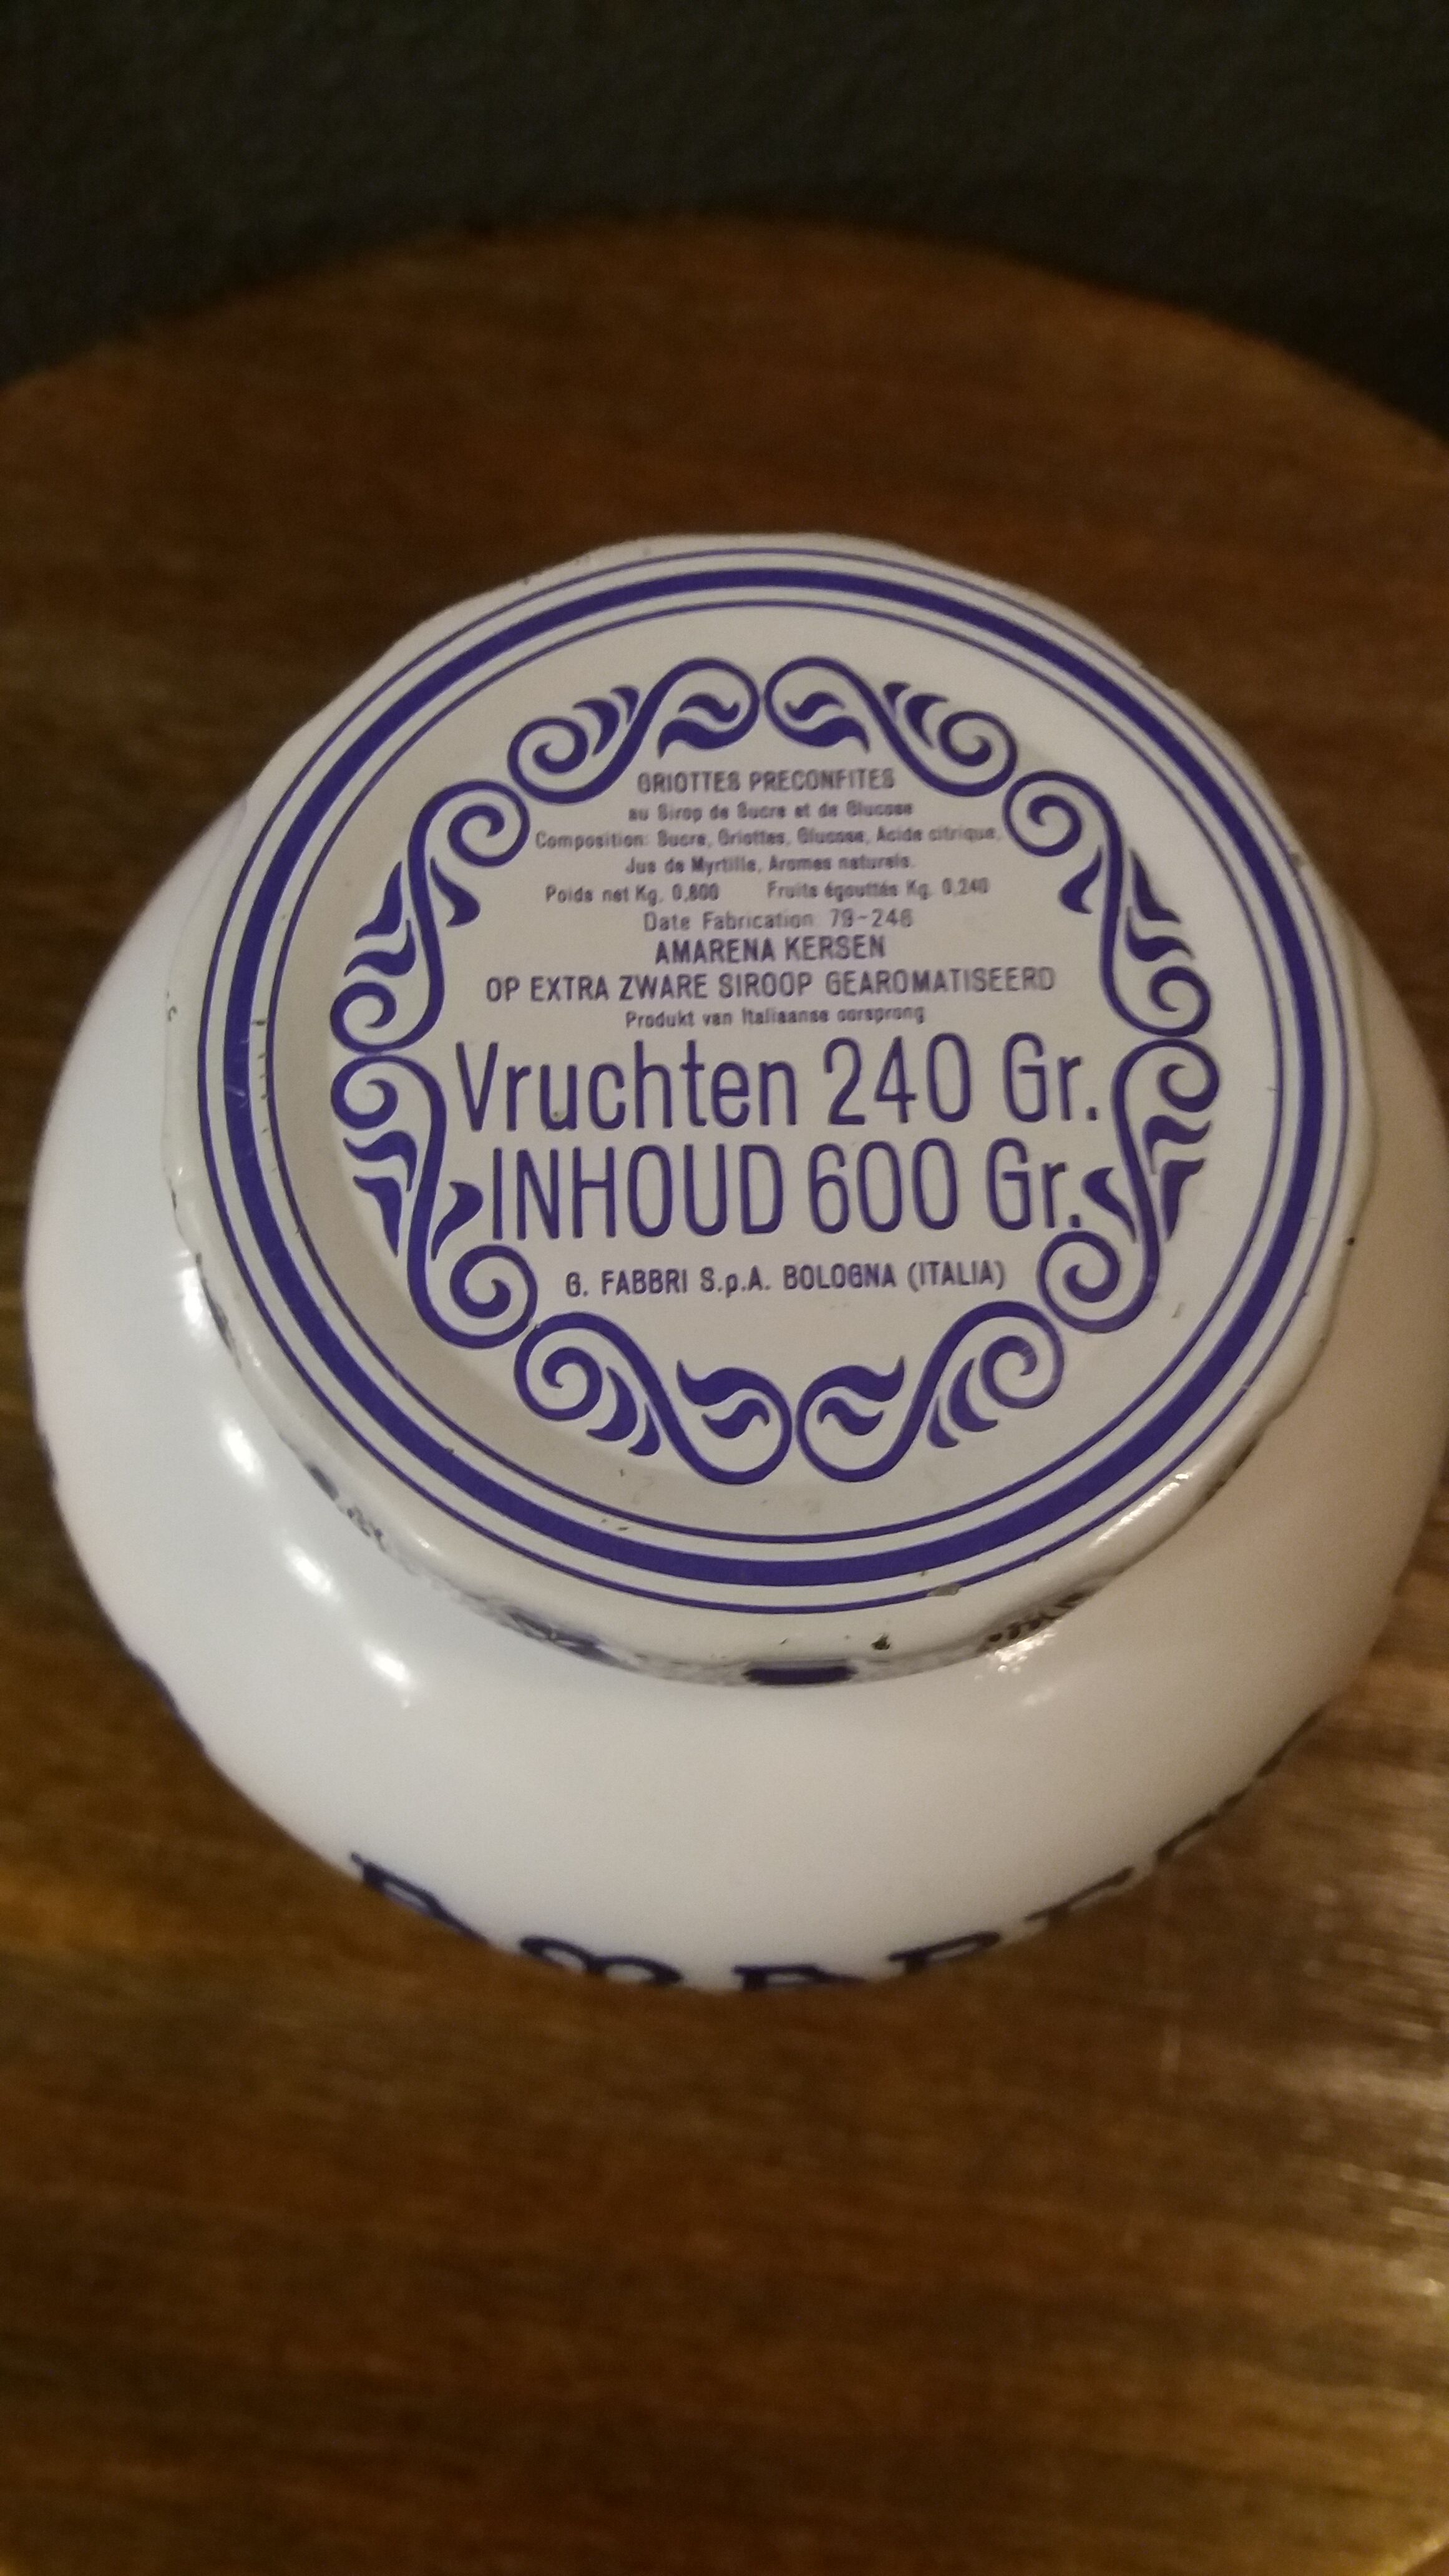 GRIOTTES PRECONFITES
au Sirop de Sucre et de Glucose
Composition: Sucre, Griottes, Glucose, Acide citrique,
Jus de Myrtille, Aromes naturels.
Poids net Kg. 0,600 Fruits égouttés Kg. 0,240
Date Fabrication 79-246
AMARENA KERSEN
OP EXTRA ZWARE SIROOP GEAROMATISEERD
Produkt van Italiaanse oorsprong
Vruchten 240 Gr.
INHOUD 600 Gr.
G. FABBRI S.p.A. BOLOGNA (ITALIA)